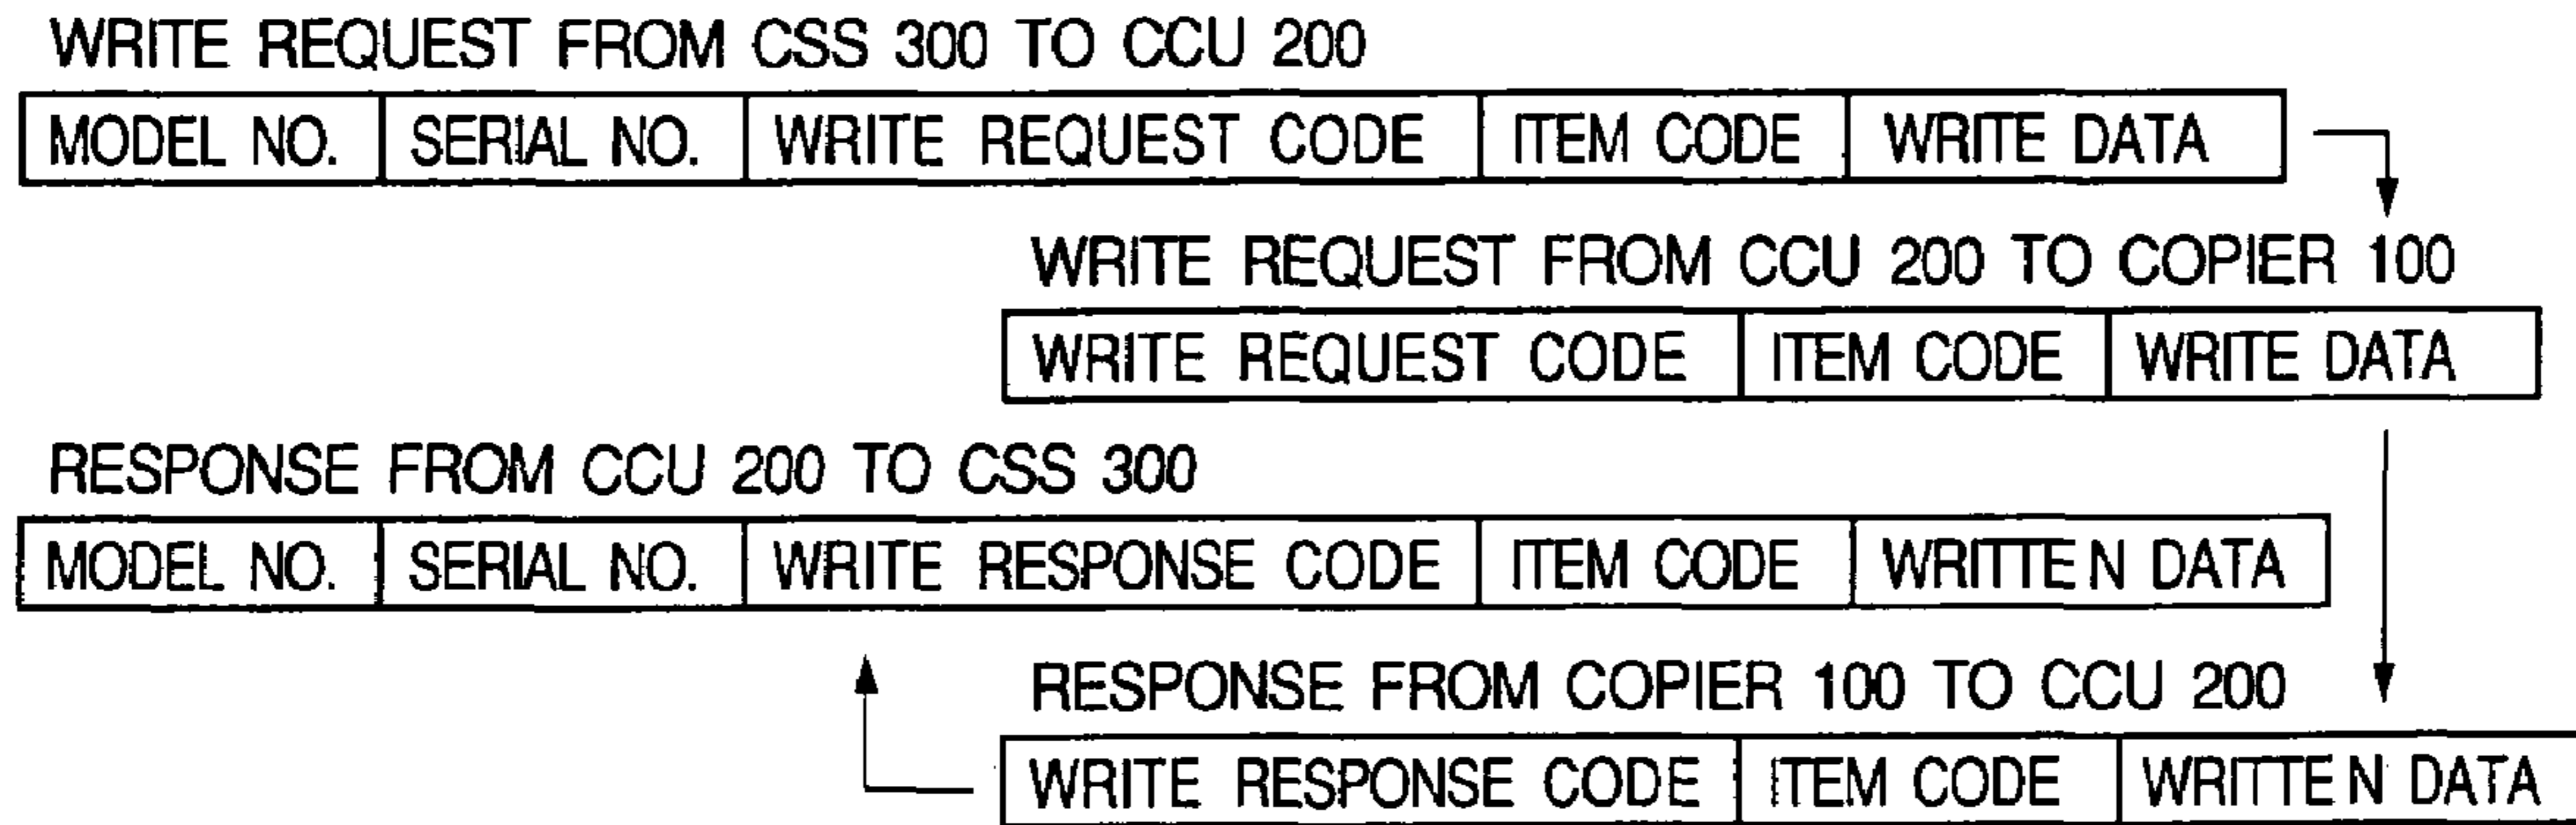 WRITE REQUEST FROM CSS 300 TO CCU 200
MODEL NO. SERIAL NO. WRITE REQUEST CODE ITEM CODE WRITE DATA
WRITE REQUEST FROM CCU 200 TO COPIER 100
WRITE REQUEST CODE ITEM CODE WRITE DATA
RESPONSE FROM CCU 200 TO CSS 300
MODEL NO. SERIAL NO. WRITE RESPONSE CODE ITEM CODE WRITTEN DATA
RESPONSE FROM COPIER 100 TO CCU 200
WRITE RESPONSE CODE ITEM CODE WRITTEN DATA